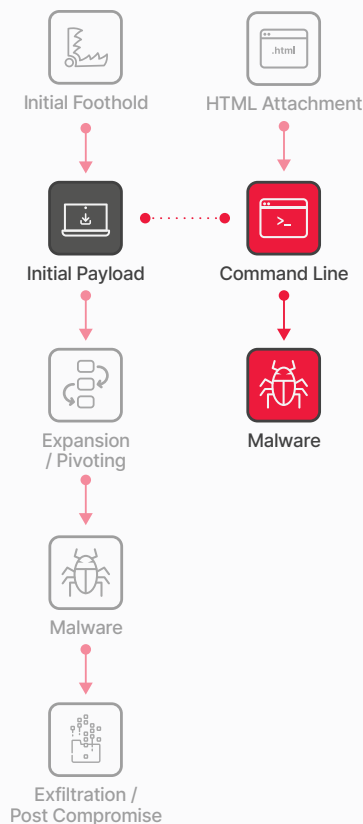 .html
Initial Foothold
HTML Attachment
>_
Initial Payload
Command Line
Expansion
/ Pivoting
Malware
Malware
Exfiltration /
Post Compromise